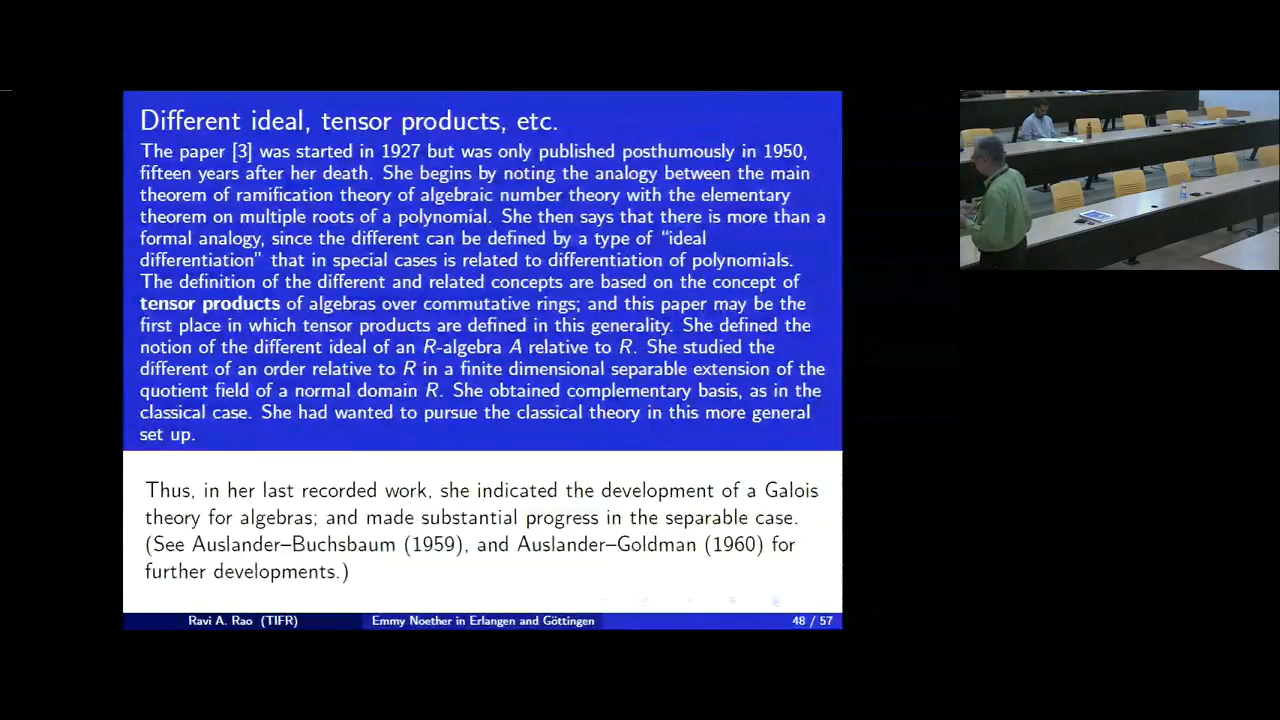 Different ideal, tensor products, etc.
The paper [3] was started in 1927 but was only published posthumously in 1950,
fifteen years after her death. She begins by noting the analogy between the main
theorem of ramification theory of algebraic number theory with the elementary
theorem on multiple roots of a polynomial. She then says that there is more than a
formal analogy, since the different can be defined by a type of “ideal
differentiation” that in special cases is related to differentiation of polynomials.
The definition of the different and related concepts are based on the concept of
tensor products of algebras over commutative rings; and this paper may be the
first place in which tensor products are defined in this generality. She defined the
notion of the different ideal of an R-algebra A relative to R. She studied the
different of an order relative to R in a finite dimensional separable extension of the
quotient field of a normal domain R. She obtained complementary basis, as in the
classical case. She had wanted to pursue the classical theory in this more general
set up.
Thus, in her last recorded work, she indicated the development of a Galois
theory for algebras; and made substantial progress in the separable case.
(See Auslander–Buchsbaum (1959), and Auslander–Goldman (1960) for
further developments.)
Ravi A. Rao (TIFR) Emmy Noether in Erlangen and Göttingen 48 / 57